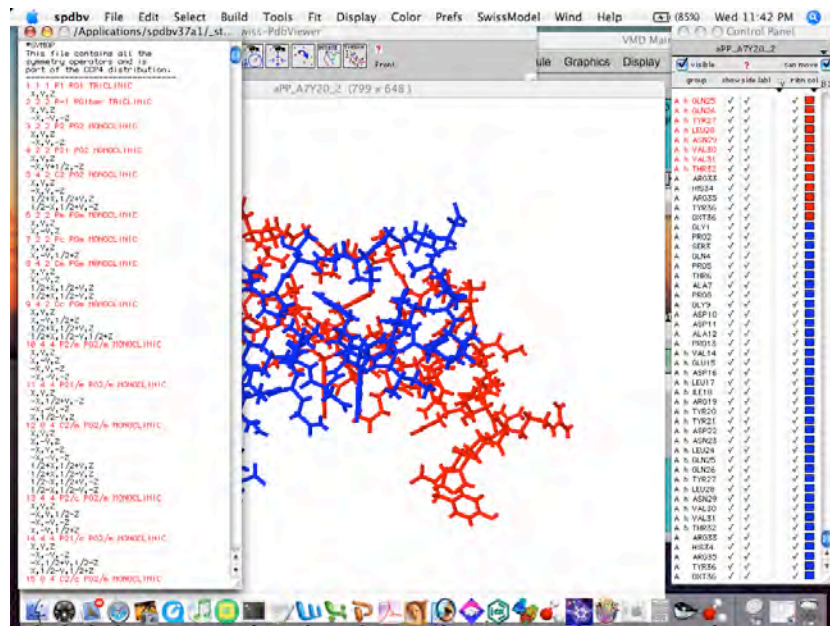 spdbv File Edit Select Build Tools Fit Display Color Prefs SwissModel Wind Help (85%) Wed 11:42 PM
/Applications/spdbv37a1/_st..
wiss-PdbViewer
VMD Mai
Control Panel
This file contains all the
symmetry operators and is
part of the CCP4 distribution.
1 1 1 P1 PG1 TRICLINIC
X,Y,Z
2 2 2 P-1 PG1bar TRICLINIC
X,Y,Z
-X,-Y,-Z
3 2 2 P2 PG2 MONOCLINIC
X,Y,Z
-X,Y,-Z
4 2 2 P21 PG2 MONOCLINIC
X,Y,Z
-X,Y+1/2,-Z
5 4 2 C2 PG2 MONOCLINIC
X,Y,Z
-X,Y,-Z
1/2+X,1/2+Y,Z
1/2-X,1/2+Y,-Z
6 2 2 Pm PGm MONOCLINIC
X,Y,Z
X,-Y,Z
7 2 2 Pc PGm MONOCLINIC
X,Y,Z
X,-Y,1/2+Z
8 4 2 Cm PGm MONOCLINIC
X,Y,Z
X,-Y,Z
1/2+X,1/2+Y,Z
1/2+X,1/2-Y,Z
9 4 2 Cc PGm MONOCLINIC
X,Y,Z
X,-Y,1/2+Z
1/2+X,1/2+Y,Z
1/2+X,1/2-Y,1/2+Z
10 4 4 P2/m PG2/m MONOCLINIC
X,Y,Z
X,-Y,Z
-X,Y,-Z
-X,-Y,-Z
11 4 4 P21/m PG2/m MONOCLINIC
X,Y,Z
-X,1/2+Y,-Z
-X,-Y,-Z
X,1/2-Y,Z
12 8 4 C2/m PG2/m MONOCLINIC
X,Y,Z
X,-Y,Z
-X,Y,-Z
-X,-Y,-Z
1/2+X,1/2+Y,Z
1/2+X,1/2-Y,Z
1/2-X,1/2+Y,-Z
1/2-X,1/2-Y,-Z
13 4 4 P2/c PG2/m MONOCLINIC
X,Y,Z
-X,Y,1/2-Z
-X,-Y,-Z
X,-Y,1/2+Z
14 4 4 P21/c PG2/m MONOCLINIC
X,Y,Z
-X,-Y,-Z
-X,1/2+Y,1/2-Z
X,1/2-Y,1/2+Z
15 8 4 C2/c PG2/m MONOCLINIC
Front
ule Graphics Display
aPP_A7Y20_2 (799 x 648)
aPP_A7Y20_2
visible ? can move
group show side labl v ribn col
A h GLN25
A h GLN26
A h TYR27
A h LEU28
A h ASN29
A h VAL30
A h VAL31
A h THR32
A ARG33
A HIS34
A ARG35
A TYR36
A OXT36
A GLY1
A PRO2
A SER3
A GLN4
A PRO5
A THR6
A ALA7
A PRO8
A GLY9
A ASP10
A ASP11
A ALA12
A PRO13
A h VAL14
A h GLU15
A h ASP16
A h LEU17
A h ILE18
A h ARG19
A h TYR20
A h TYR21
A h ASP22
A h ASN23
A h LEU24
A h GLN25
A h GLN26
A h TYR27
A h LEU28
A h ASN29
A h VAL30
A h VAL31
A h THR32
A ARG33
A HIS34
A ARG35
A TYR36
A OXT36